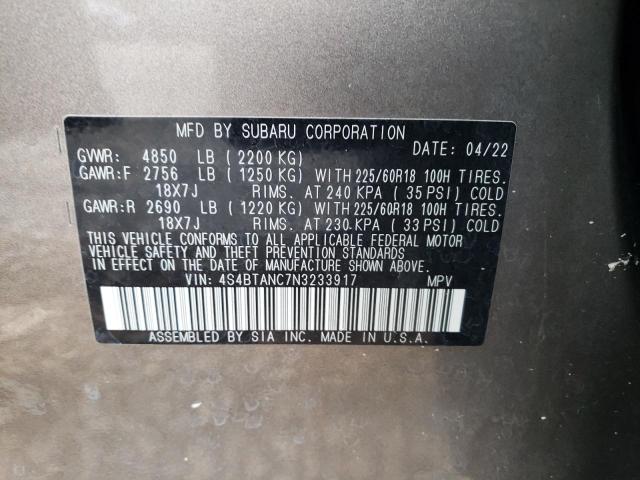 MFD BY SUBARU CORPORATION
DATE: 04/22
GVWR: 4850 LB (2200 KG)
GAWR:F 2756 LB (1250 KG) WITH 225/60R18 100H TIRES.
18X7J RIMS. AT 240 KPA (35 PSI) COLD
GAWR:R 2690 LB (1220 KG) WITH 225/60R18 100H TIRES.
18X7J RIMS. AT 230 KPA (33 PSI) COLD
THIS VEHICLE CONFORMS TO ALL APPLICABLE FEDERAL MOTOR
VEHICLE SAFETY AND THEFT PREVENTION STANDARDS
IN EFFECT ON THE DATE OF MANUFACTURE SHOWN ABOVE.
VIN: 4S4BTANC7N3233917 MPV
ASSEMBLED BY SIA INC. MADE IN U.S.A.